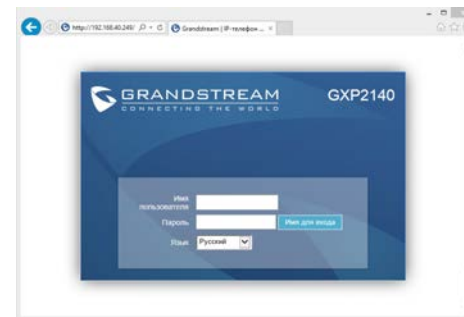 http://192.168.40.249/
Grandstream | IP-телефон ...
GRANDSTREAM
CONNECTING THE WORLD
GXP2140
Имя
пользователя
Пароль
Имя для входа
Язык
Русский